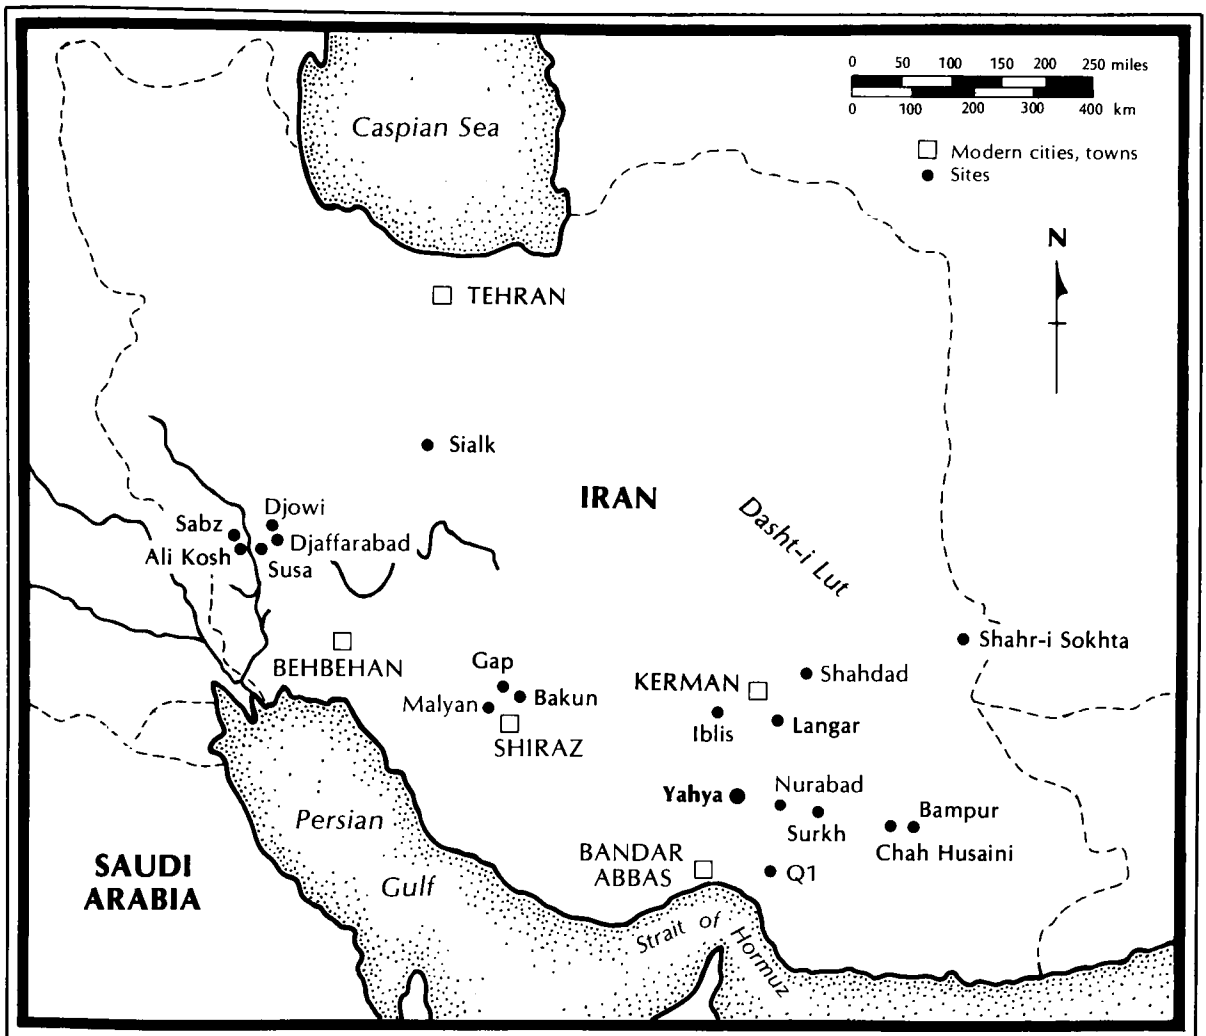 0 50 100 150 200 250 miles
0 100 200 300 400 km
Modern cities, towns
Sites
N
Caspian Sea
TEHRAN
Sialk
IRAN
Dasht-i Lut
Djowi
Sabz
Djaffarabad
Ali Kosh
Susa
BEHBEHAN
Shahr-i Sokhta
Gap
Malyan
Bakun
SHIRAZ
KERMAN
Shahdad
Iblis
Langar
Yahya
Nurabad
Surkh
Bampur
Chah Husaini
Persian
Gulf
BANDAR
ABBAS
Q1
SAUDI
ARABIA
Strait of Hormuz